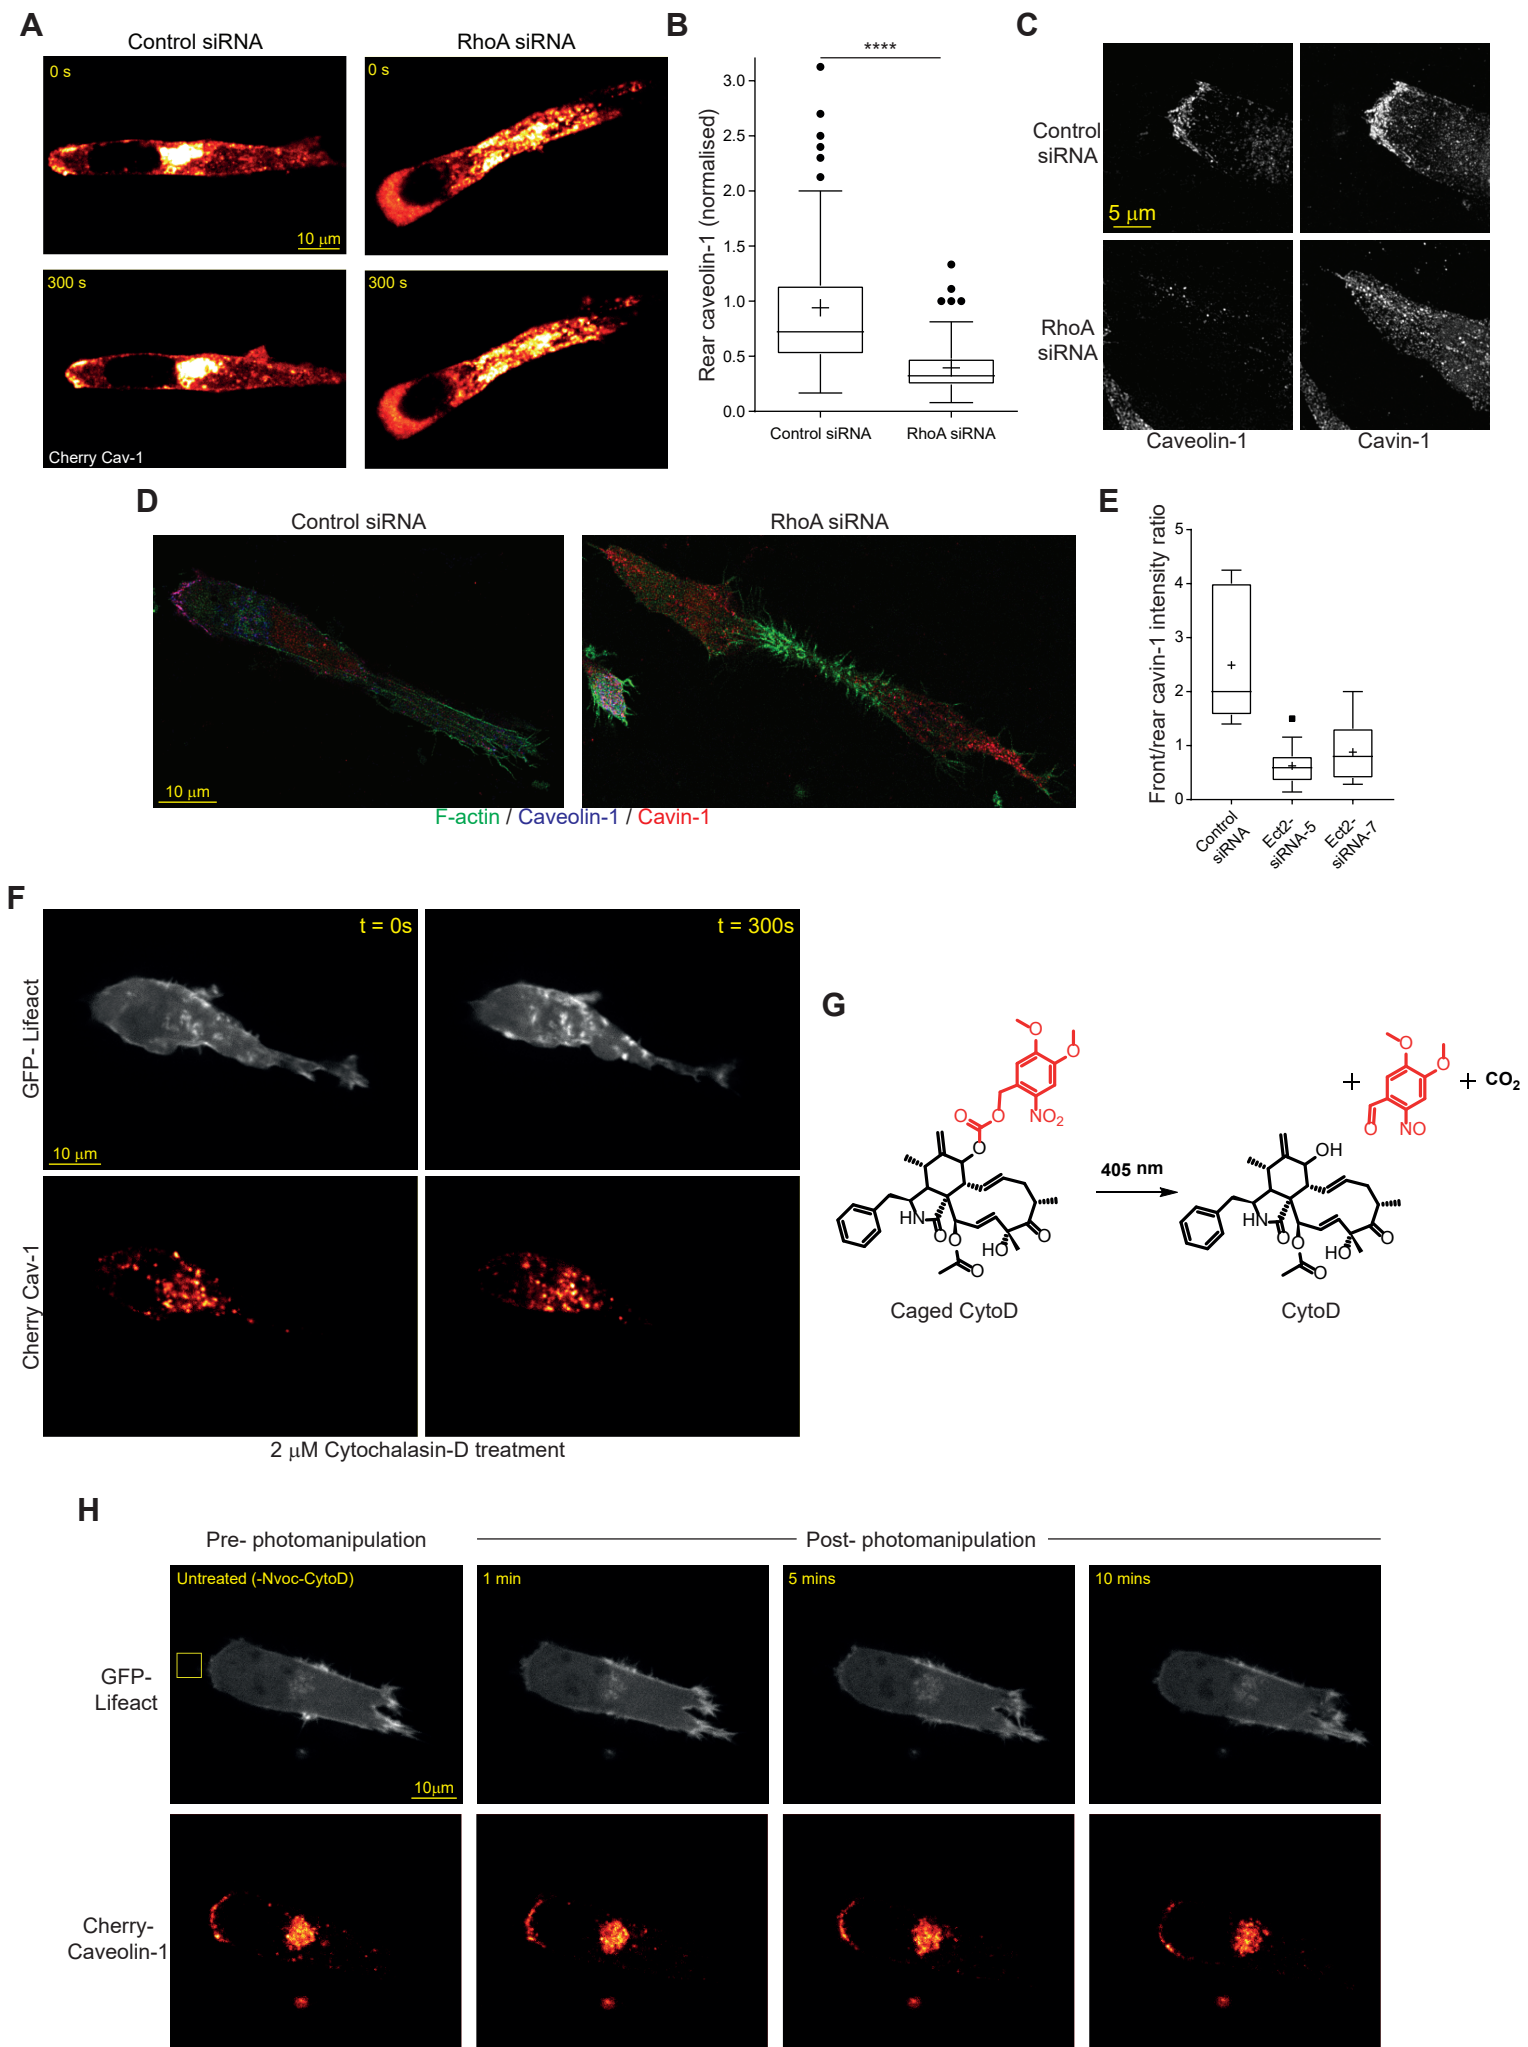 A
Control siRNA
RhoA siRNA
0 s
0 s
10 μm
300 s
300 s
Cherry Cav-1
B
****
Rear caveolin-1 (normalised)
3.0
2.5
2.0
1.5
1.0
0.5
0.0
Control siRNA
RhoA siRNA
C
Control
siRNA
5 μm
RhoA
siRNA
Caveolin-1
Cavin-1
D
Control siRNA
RhoA siRNA
10 μm
F-actin / Caveolin-1 / Cavin-1
E
Front/rear cavin-1 intensity ratio
5
4
3
2
1
0
Control
siRNA
Ect2-
siRNA-5
Ect2-
siRNA-7
F
t = 0s
t = 300s
GFP- Lifeact
10 μm
Cherry Cav-1
2 μM Cytochalasin-D treatment
G
O
O
O
O
NO2
O
HN
O
O
O
HO
O
Caged CytoD
405 nm
+
O
O
O
NO
+ CO2
OH
HN
O
O
O
HO
O
CytoD
H
Pre- photomanipulation
Post- photomanipulation
Untreated (-Nvoc-CytoD)
1 min
5 mins
10 mins
GFP-
Lifeact
10μm
Cherry-
Caveolin-1